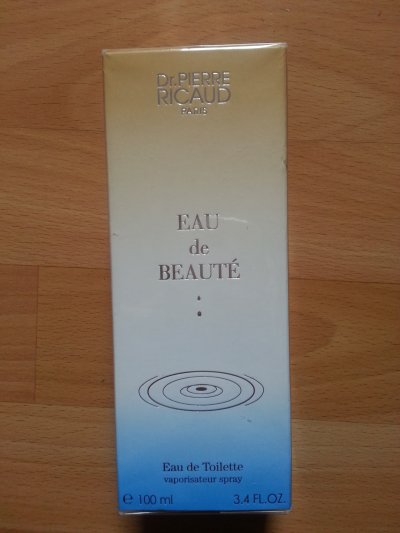 Dr. PIERRE
RICAUD
PARIS
EAU
de
BEAUTÉ
Eau de Toilette
vaporisateur spray
e 100 ml 3.4 FL.OZ.